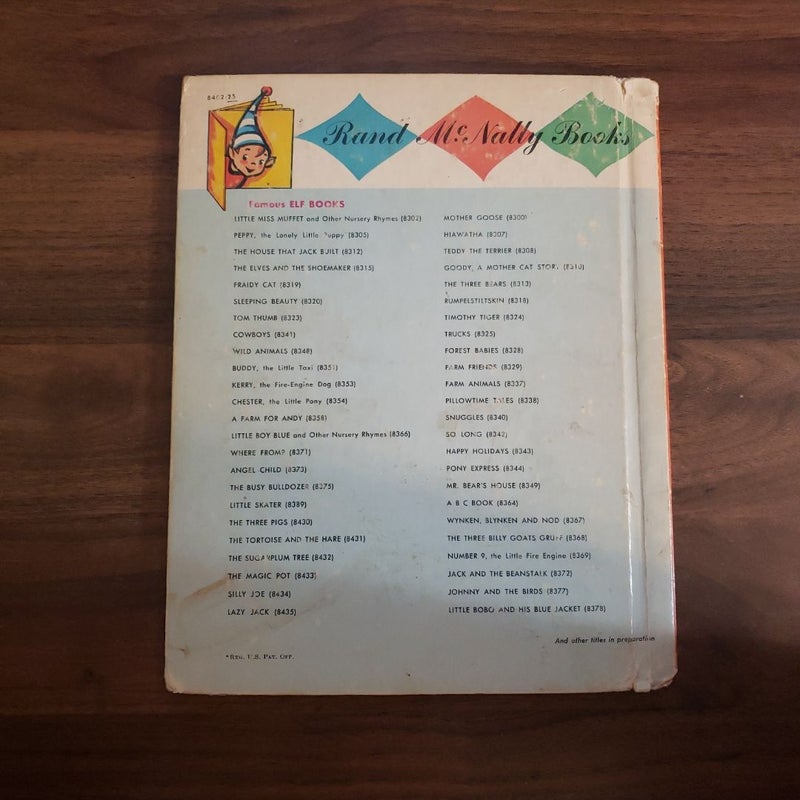 8402:25
Rand McNally Books
Famous ELF BOOKS
LITTLE MISS MUFFET and Other Nursery Rhymes (8302)
PEPPY, the Lonely Little Puppy (8305)
THE HOUSE THAT JACK BUILT (8312)
THE ELVES AND THE SHOEMAKER (8315)
FRAIDY CAT (8319)
SLEEPING BEAUTY (8320)
TOM THUMB (8323)
COWBOYS (8341)
WILD ANIMALS (8348)
BUDDY, the Little Taxi (8351)
KERRY, the Fire-Engine Dog (8353)
CHESTER, the Little Pony (8354)
A FARM FOR ANDY (8358)
LITTLE BOY BLUE and Other Nursery Rhymes (8366)
WHERE FROM? (8371)
ANGEL CHILD (8373)
THE BUSY BULLDOZER (8375)
LITTLE SKATER (8389)
THE THREE PIGS (8430)
THE TORTOISE AND THE HARE (8431)
THE SUGARPLUM TREE (8432)
THE MAGIC POT (8433)
SILLY JOE (8434)
LAZY JACK (8435)
MOTHER GOOSE (8300)
HIAWATHA (8307)
TEDDY THE TERRIER (8308)
GOODY, A MOTHER CAT STORY (8310)
THE THREE BEARS (8313)
RUMPELSTILTSKIN (8318)
TIMOTHY TIGER (8324)
TRUCKS (8325)
FOREST BABIES (8328)
FARM FRIENDS (8329)
FARM ANIMALS (8337)
PILLOWTIME TALES (8338)
SNUGGLES (8340)
SO LONG (8342)
HAPPY HOLIDAYS (8343)
PONY EXPRESS (8344)
MR. BEAR'S HOUSE (8349)
A B C BOOK (8364)
WYNKEN, BLYNKEN AND NOD (8367)
THE THREE BILLY GOATS GRUFF (8368)
NUMBER 9, the Little Fire Engine (8369)
JACK AND THE BEANSTALK (8372)
JOHNNY AND THE BIRDS (8377)
LITTLE BOBO AND HIS BLUE JACKET (8378)
And other titles in preparation
*REG. U.S. PAT. OFF.